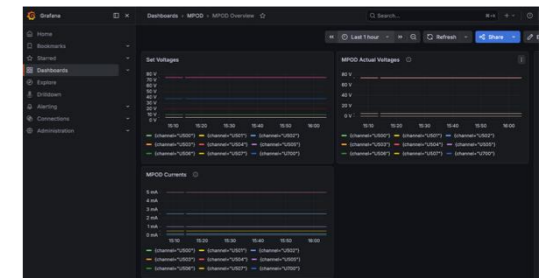 Grafana
Dashboards › MPOD › MPOD Overview
Search...
Home
Bookmarks
Starred
Dashboards
Explore
Drilldown
Alerting
Connections
Administration
Last 1 hour
Refresh
Share
Set Voltages
80 V
70 V
60 V
50 V
40 V
30 V
20 V
10 V
0 V
15:10 15:20 15:30 15:40 15:50 16:00
{channel="U500"} {channel="U501"} {channel="U502"}
{channel="U503"} {channel="U504"} {channel="U505"}
{channel="U506"} {channel="U507"} {channel="U700"}
MPOD Actual Voltages
80 V
60 V
40 V
20 V
0 V
15:10 15:20 15:30 15:40 15:50 16:00
{channel="U500"} {channel="U501"} {channel="U502"}
{channel="U503"} {channel="U504"} {channel="U505"}
{channel="U506"} {channel="U507"} {channel="U700"}
MPOD Currents
5 mA
4 mA
3 mA
2 mA
1 mA
0 mA
15:10 15:20 15:30 15:40 15:50 16:00
{channel="U500"} {channel="U501"} {channel="U502"}
{channel="U503"} {channel="U504"} {channel="U505"}
{channel="U506"} {channel="U507"} {channel="U700"}